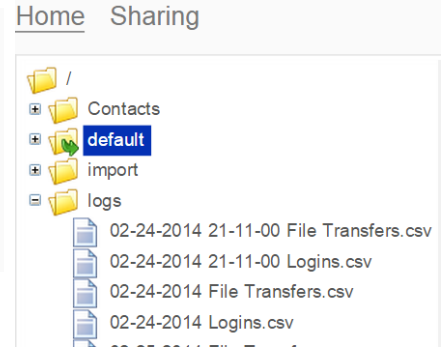 Home Sharing
/
Contacts
default
import
logs
02-24-2014 21-11-00 File Transfers.csv
02-24-2014 21-11-00 Logins.csv
02-24-2014 File Transfers.csv
02-24-2014 Logins.csv